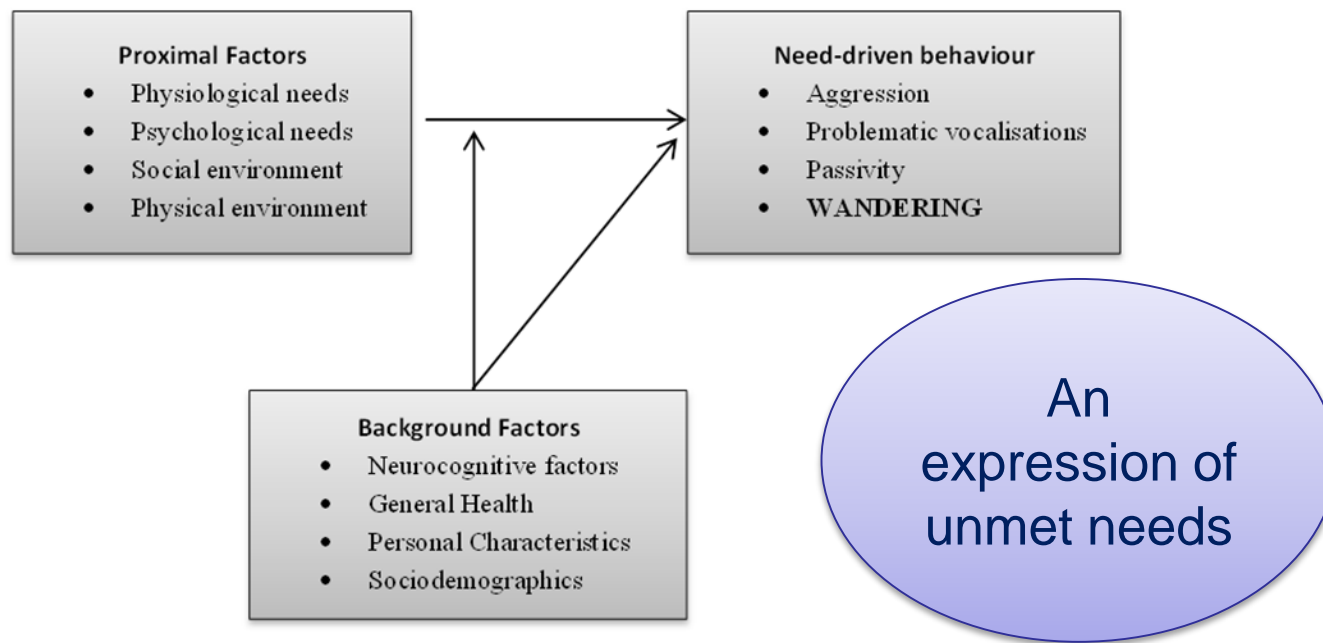 Proximal Factors
• Physiological needs
• Psychological needs
• Social environment
• Physical environment
Need-driven behaviour
• Aggression
• Problematic vocalisations
• Passivity
• WANDERING
Background Factors
• Neurocognitive factors
• General Health
• Personal Characteristics
• Sociodemographics
An
expression of
unmet needs